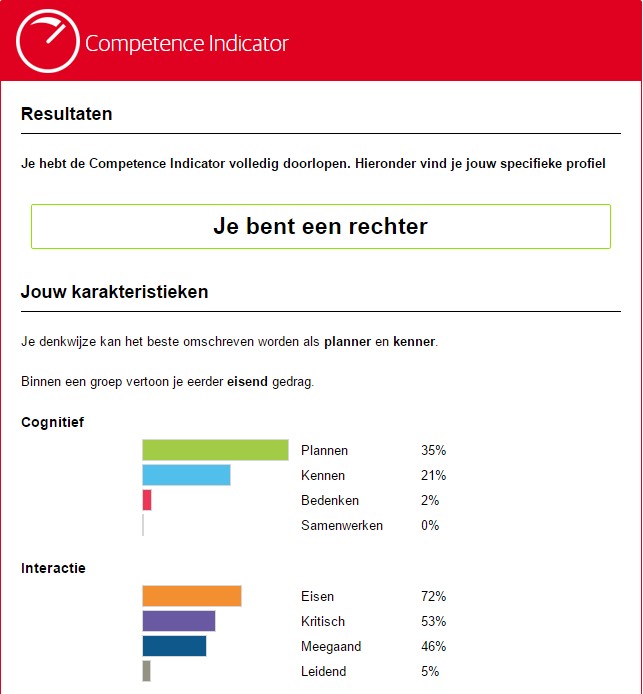 Competence Indicator
Resultaten
Je hebt de Competence Indicator volledig doorlopen. Hieronder vind je jouw specifieke profiel
Je bent een rechter
Jouw karakteristieken
Je denkwijze kan het beste omschreven worden als planner en kenner.
Binnen een groep vertoon je eerder eisend gedrag.
Cognitief
Plannen 35%
Kennen 21%
Bedenken 2%
Samenwerken 0%
Interactie
Eisen 72%
Kritisch 53%
Meegaand 46%
Leidend 5%